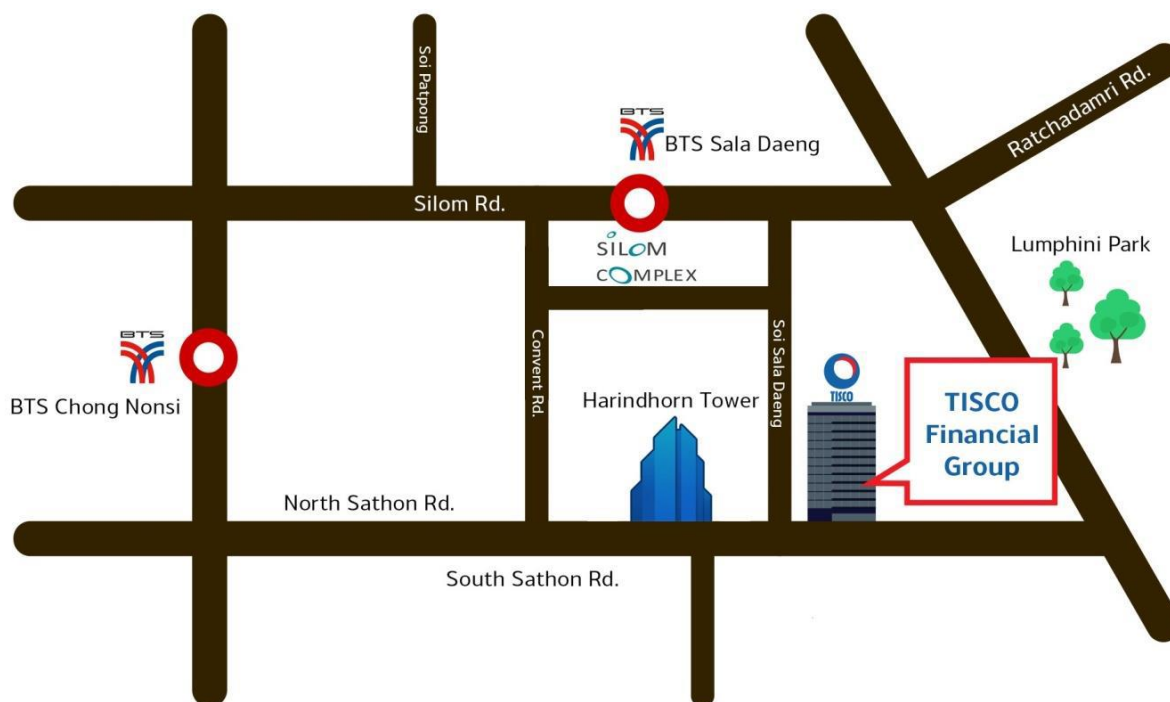 Soi Patpong
BTS
BTS Sala Daeng
Ratchadamri Rd.
Silom Rd.
SILOM
COMPLEX
Lumphini Park
BTS
BTS Chong Nonsi
Convent Rd.
Soi Sala Daeng
Harindhorn Tower
TISCO
TISCO
Financial
Group
North Sathon Rd.
South Sathon Rd.